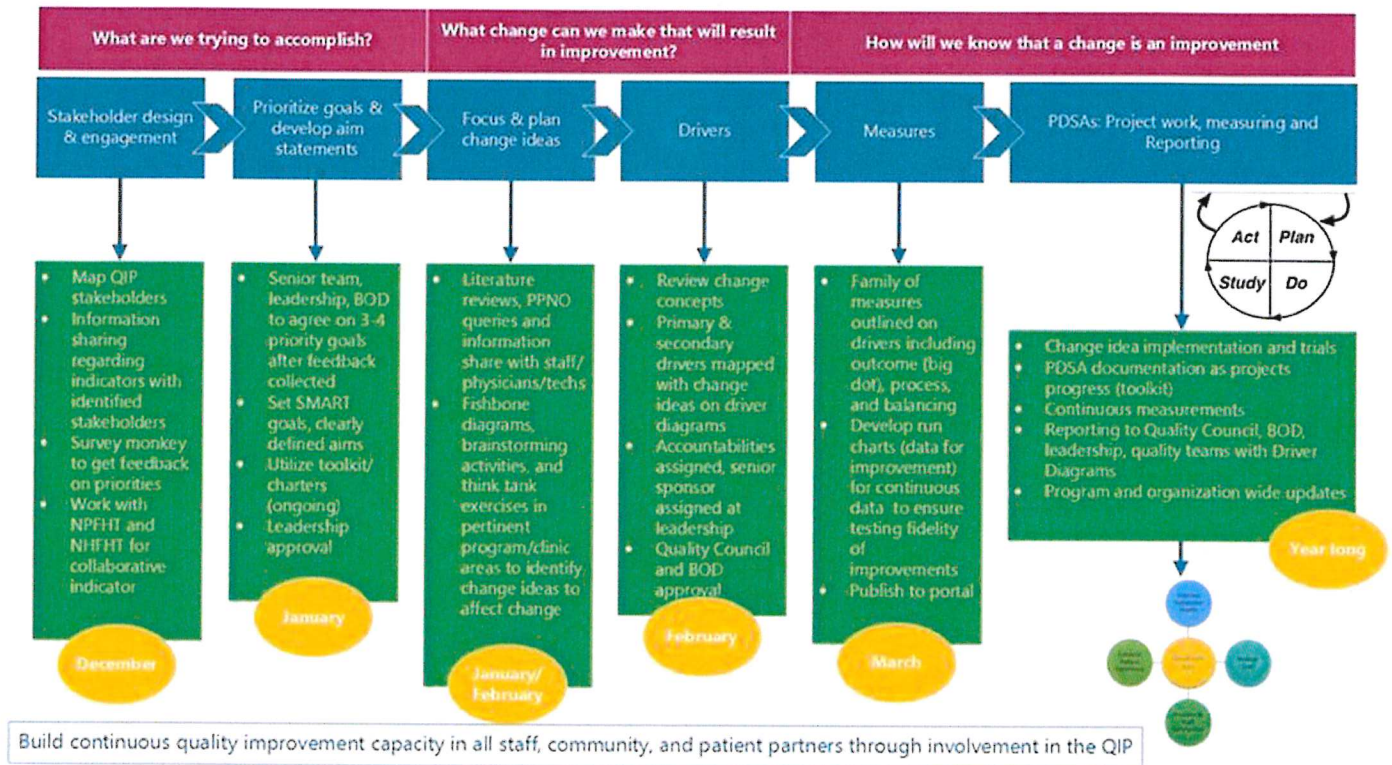 What are we trying to accomplish?
What change can we make that will result
in improvement?
How will we know that a change is an improvement
Stakeholder design
& engagement
Prioritize goals &
develop aim
statements
Focus & plan
change ideas
Drivers
Measures
PDSAs: Project work, measuring and
Reporting
Act
Plan
Study
Do
• Map QIP
stakeholders
• Information
sharing
regarding
indicators with
identified
stakeholders
• Survey monkey
to get feedback
on priorities
• Work with
NPFHT and
NHFHT for
collaborative
indicator
December
• Senior team,
leadership, BOD
to agree on 3-4
priority goals
after feedback
collected
• Set SMART
goals, clearly
defined aims
• Utilize toolkit/
charters
(ongoing)
• Leadership
approval
January
• Literature
reviews, PPNO
queries and
information
share with staff/
physicians/techs
• Fishbone
diagrams,
brainstorming
activities, and
think tank
exercises in
pertinent
program/clinic
areas to identify
change ideas to
affect change
January/
February
• Review change
concepts
• Primary &
secondary
drivers mapped
with change
ideas on driver
diagrams
• Accountabilities
assigned, senior
sponsor
assigned at
leadership
• Quality Council
and BOD
approval
February
• Family of
measures
outlined on
drivers including
outcome (big
dot), process,
and balancing
• Develop run
charts (data for
improvement)
for continuous
data to ensure
testing fidelity
of
improvements
• Publish to portal
March
• Change idea implementation and trials
• PDSA documentation as projects
progress (toolkit)
• Continuous measurements
• Reporting to Quality Council, BOD,
leadership, quality teams with Driver
Diagrams
• Program and organization wide updates
Year long
Build continuous quality improvement capacity in all staff, community, and patient partners through involvement in the QIP